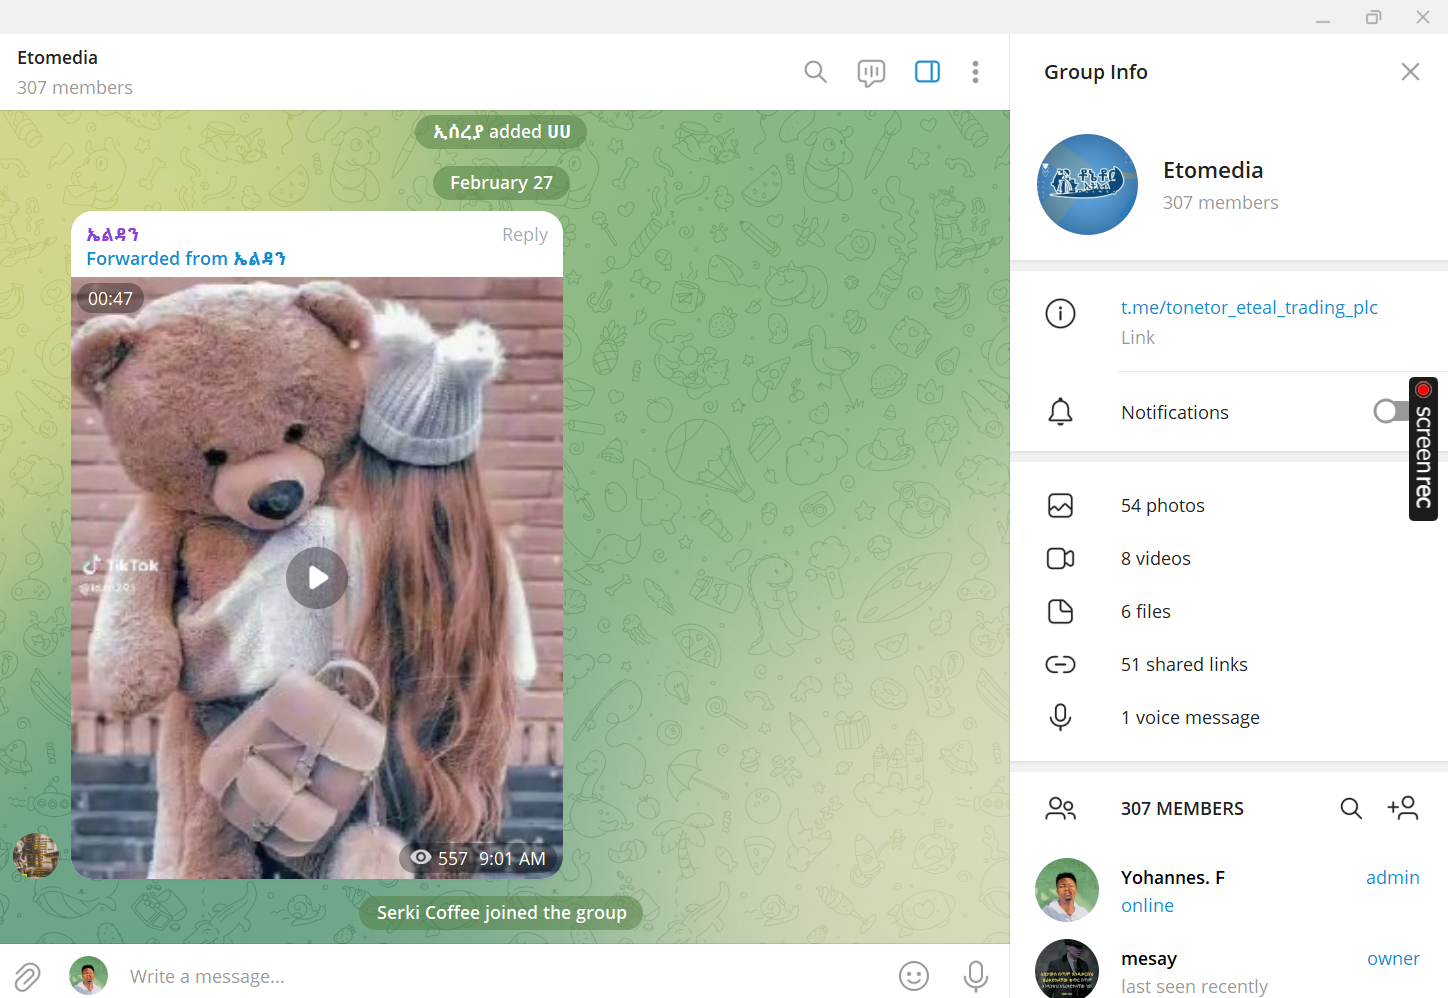 Etomedia
307 members
ኢሰረያ added ሀሀ
February 27
ኤልዳን
Reply
Forwarded from ኤልዳን
00:47
TikTok
557 9:01 AM
Serki Coffee joined the group
Write a message...
Group Info
Etomedia
307 members
t.me/tonetor_eteal_trading_plc
Link
Notifications
screenrec
54 photos
8 videos
6 files
51 shared links
1 voice message
307 MEMBERS
Yohannes. F
admin
online
mesay
owner
last seen recently